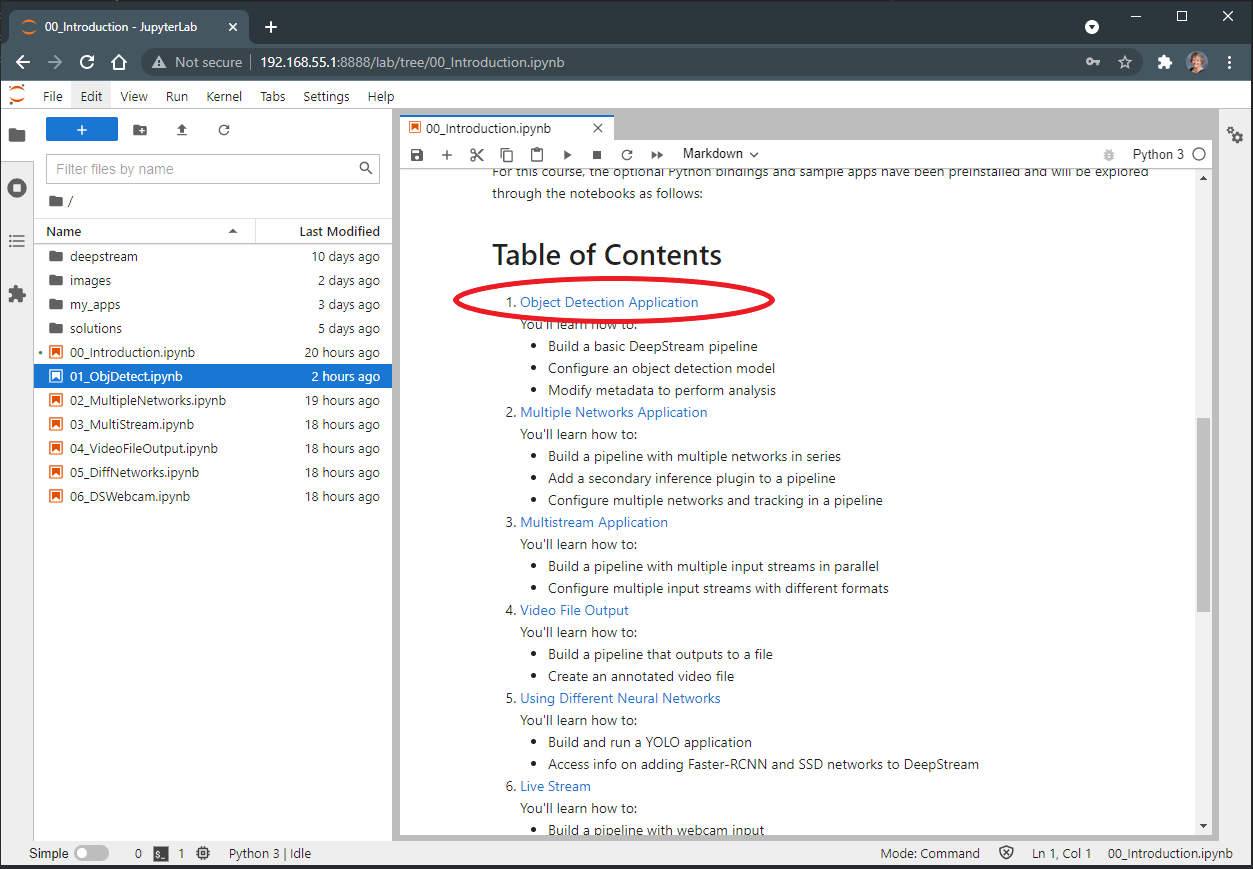 00_Introduction - JupyterLab
Not secure
192.168.55.1:8888/lab/tree/00_Introduction.ipynb
File Edit View Run Kernel Tabs Settings Help
00_Introduction.ipynb
Markdown
Python 3
Filter files by name
/
Name Last Modified
deepstream 10 days ago
images 2 days ago
my_apps 3 days ago
solutions 5 days ago
00_Introduction.ipynb 20 hours ago
01_ObjDetect.ipynb 2 hours ago
02_MultipleNetworks.ipynb 19 hours ago
03_MultiStream.ipynb 18 hours ago
04_VideoFileOutput.ipynb 18 hours ago
05_DiffNetworks.ipynb 18 hours ago
06_DSWebcam.ipynb 18 hours ago
For this course, the optional Python bindings and sample apps have been preinstalled and will be explored
through the notebooks as follows:
Table of Contents
1. Object Detection Application
You'll learn how to:
• Build a basic DeepStream pipeline
• Configure an object detection model
• Modify metadata to perform analysis
2. Multiple Networks Application
You'll learn how to:
• Build a pipeline with multiple networks in series
• Add a secondary inference plugin to a pipeline
• Configure multiple networks and tracking in a pipeline
3. Multistream Application
You'll learn how to:
• Build a pipeline with multiple input streams in parallel
• Configure multiple input streams with different formats
4. Video File Output
You'll learn how to:
• Build a pipeline that outputs to a file
• Create an annotated video file
5. Using Different Neural Networks
You'll learn how to:
• Build and run a YOLO application
• Access info on adding Faster-RCNN and SSD networks to DeepStream
6. Live Stream
You'll learn how to:
• Build a pipeline with webcam input
Simple 0 $_ 1 Python 3 | Idle Mode: Command Ln 1, Col 1 00_Introduction.ipynb